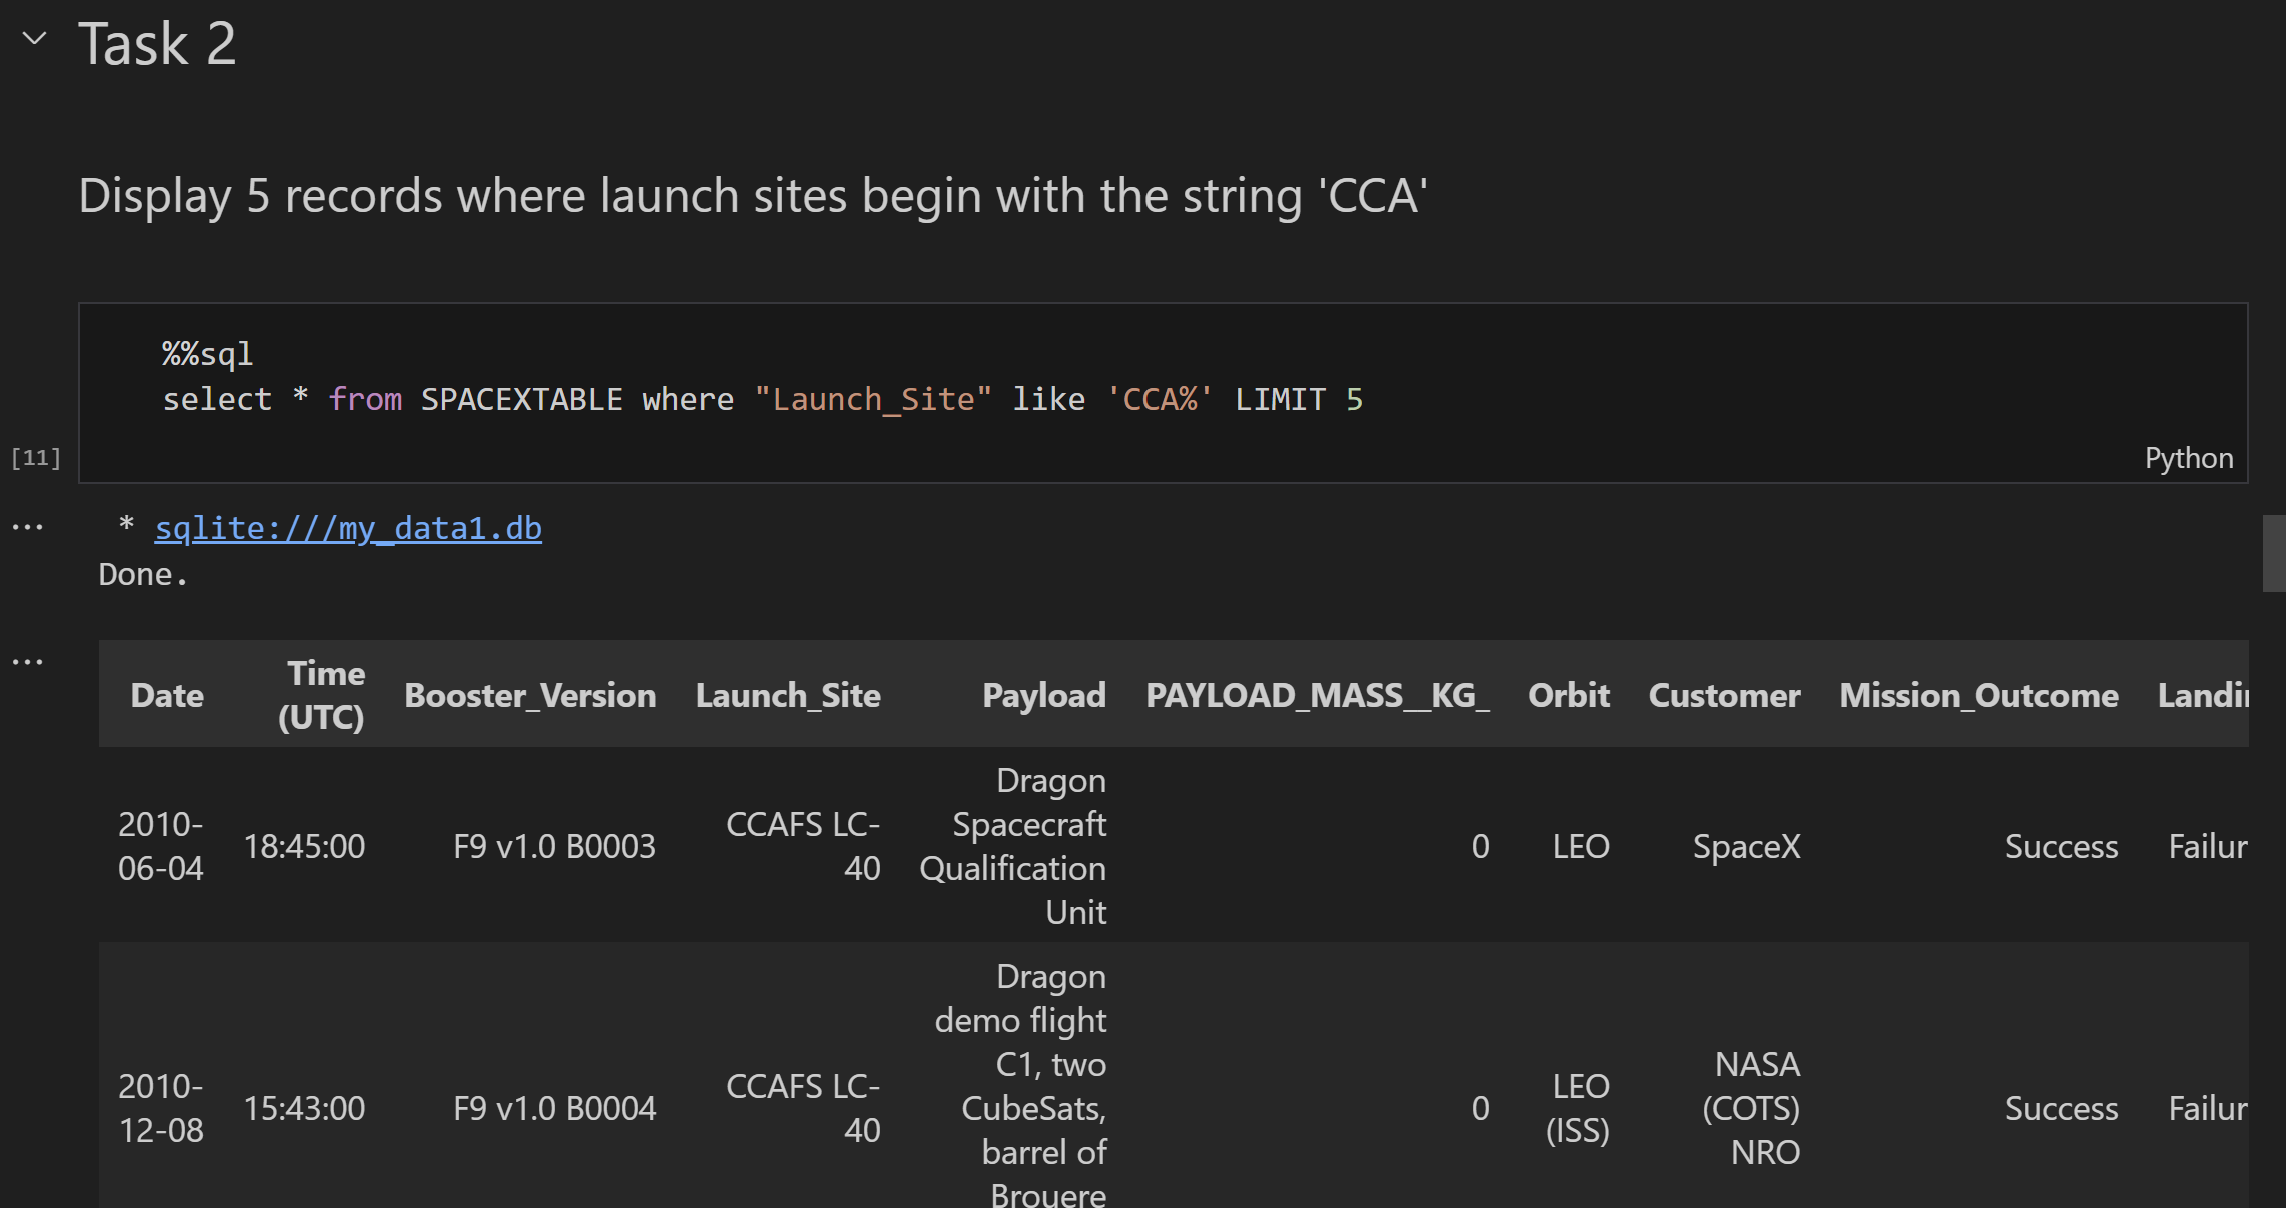 Task 2
Display 5 records where launch sites begin with the string 'CCA'
%%sql
select * from SPACEXTABLE where "Launch_Site" like 'CCA%' LIMIT 5
[11]
Python
* sqlite:///my_data1.db
Done.
Date Time (UTC) Booster_Version Launch_Site Payload PAYLOAD_MASS__KG_ Orbit Customer Mission_Outcome Landin
2010-06-04 18:45:00 F9 v1.0 B0003 CCAFS LC-40 Dragon Spacecraft Qualification Unit 0 LEO SpaceX Success Failur
2010-12-08 15:43:00 F9 v1.0 B0004 CCAFS LC-40 Dragon demo flight C1, two CubeSats, barrel of Brouere 0 LEO (ISS) NASA (COTS) NRO Success Failur